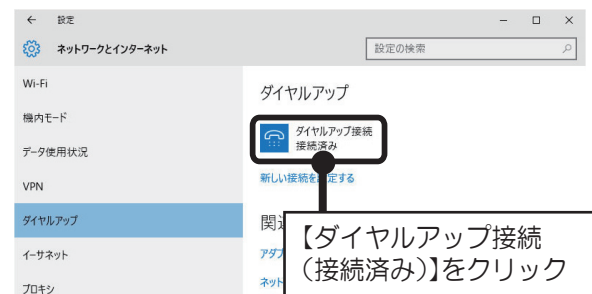 ← 設定
ネットワークとインターネット
設定の検索
Wi-Fi
機内モード
データ使用状況
VPN
ダイヤルアップ
イーサネット
プロキシ
ダイヤルアップ
ダイヤルアップ接続
接続済み
新しい接続を 定する
関
アダプ
ネット
【ダイヤルアップ接続
(接続済み)】をクリック